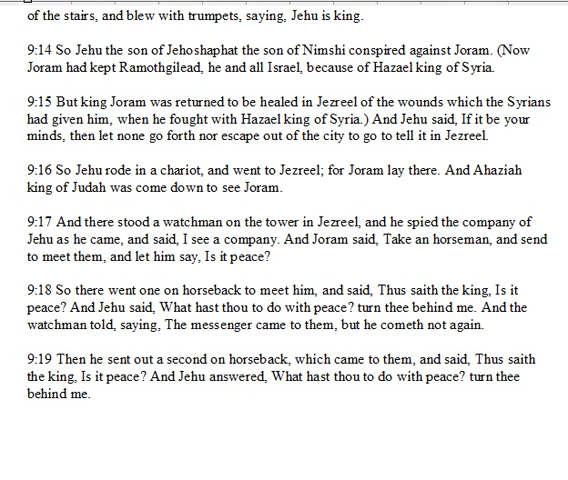 of the stairs, and blew with trumpets, saying, Jehu is king.
9:14 So Jehu the son of Jehoshaphat the son of Nimshi conspired against Joram. (Now
Joram had kept Ramothgilead, he and all Israel, because of Hazael king of Syria.
9:15 But king Joram was returned to be healed in Jezreel of the wounds which the Syrians
had given him, when he fought with Hazael king of Syria.) And Jehu said, If it be your
minds, then let none go forth nor escape out of the city to go to tell it in Jezreel.
9:16 So Jehu rode in a chariot, and went to Jezreel; for Joram lay there. And Ahaziah
king of Judah was come down to see Joram.
9:17 And there stood a watchman on the tower in Jezreel, and he spied the company of
Jehu as he came, and said, I see a company. And Joram said, Take an horseman, and send
to meet them, and let him say, Is it peace?
9:18 So there went one on horseback to meet him, and said, Thus saith the king, Is it
peace? And Jehu said, What hast thou to do with peace? turn thee behind me. And the
watchman told, saying, The messenger came to them, but he cometh not again.
9:19 Then he sent out a second on horseback, which came to them, and said, Thus saith
the king, Is it peace? And Jehu answered, What hast thou to do with peace? turn thee
behind me.